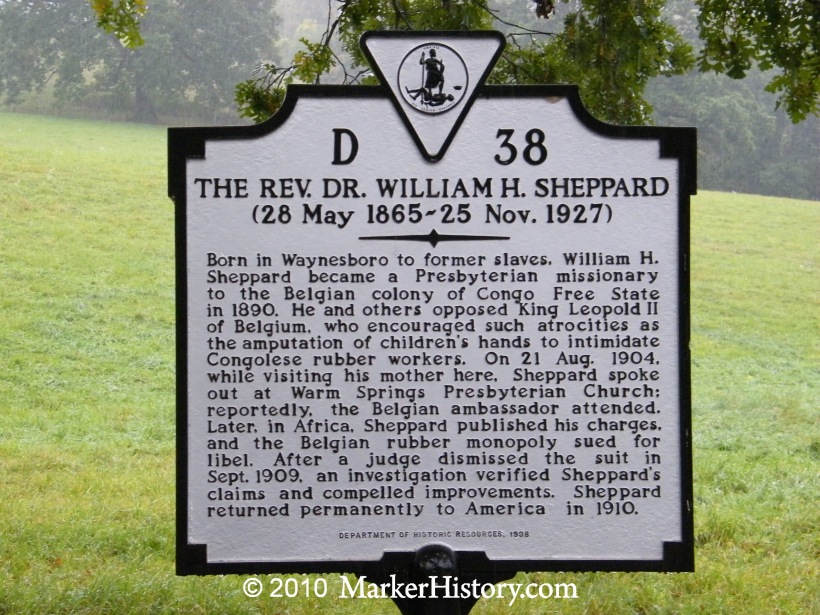 D 38
THE REV. DR. WILLIAM H. SHEPPARD
(28 May 1865~25 Nov. 1927)
Born in Waynesboro to former slaves, William H.
Sheppard became a Presbyterian missionary
to the Belgian colony of Congo Free State
in 1890. He and others opposed King Leopold II
of Belgium, who encouraged such atrocities as
the amputation of children's hands to intimidate
Congolese rubber workers. On 21 Aug. 1904,
while visiting his mother here, Sheppard spoke
out at Warm Springs Presbyterian Church;
reportedly, the Belgian ambassador attended.
Later, in Africa, Sheppard published his charges,
and the Belgian rubber monopoly sued for
libel. After a judge dismissed the suit in
Sept. 1909, an investigation verified Sheppard's
claims and compelled improvements. Sheppard
returned permanently to America in 1910.
DEPARTMENT OF HISTORIC RESOURCES, 1998
© 2010 MarkerHistory.com